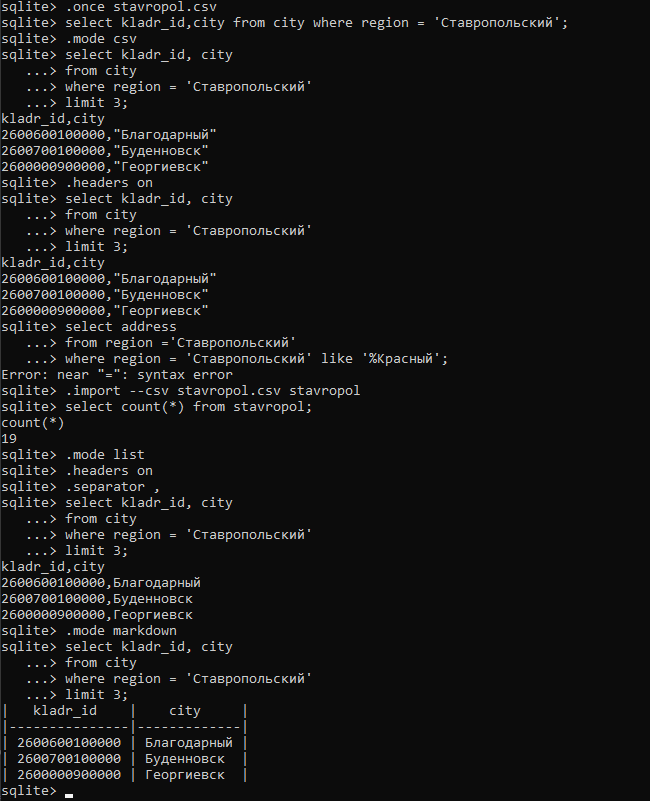 sqlite> .once stavropol.csv
sqlite> select kladr_id,city from city where region = 'Ставропольский';
sqlite> .mode csv
sqlite> select kladr_id, city
   ...> from city
   ...> where region = 'Ставропольский'
   ...> limit 3;
kladr_id,city
2600600100000,"Благодарный"
2600700100000,"Буденновск"
2600000900000,"Георгиевск"
sqlite> .headers on
sqlite> select kladr_id, city
   ...> from city
   ...> where region = 'Ставропольский'
   ...> limit 3;
kladr_id,city
2600600100000,"Благодарный"
2600700100000,"Буденновск"
2600000900000,"Георгиевск"
sqlite> select address
   ...> from region ='Ставропольский'
   ...> where region = 'Ставропольский' like '%Красный';
Error: near "=": syntax error
sqlite> .import --csv stavropol.csv stavropol
sqlite> select count(*) from stavropol;
count(*)
19
sqlite> .mode list
sqlite> .headers on
sqlite> .separator ,
sqlite> select kladr_id, city
   ...> from city
   ...> where region = 'Ставропольский'
   ...> limit 3;
kladr_id,city
2600600100000,Благодарный
2600700100000,Буденновск
2600000900000,Георгиевск
sqlite> .mode markdown
sqlite> select kladr_id, city
   ...> from city
   ...> where region = 'Ставропольский'
   ...> limit 3;
|   kladr_id    |    city     |
|---------------|-------------|
| 2600600100000 | Благодарный |
| 2600700100000 | Буденновск  |
| 2600000900000 | Георгиевск  |
sqlite>